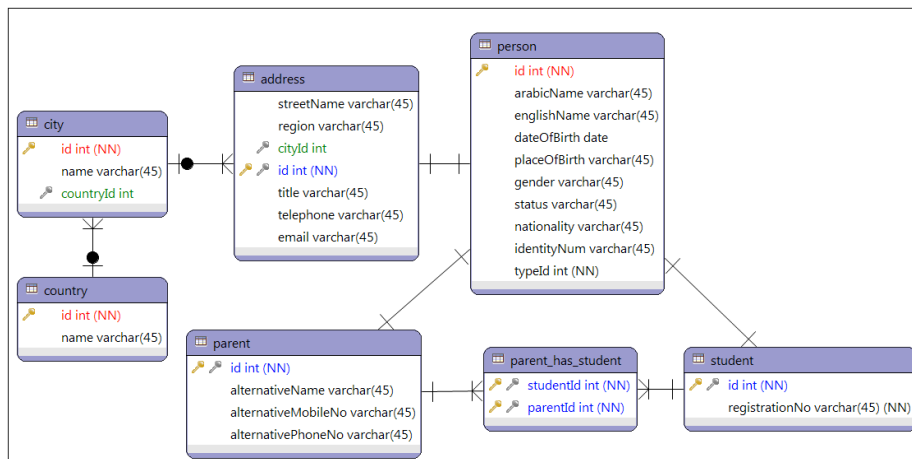 person
id int (NN)
arabicName varchar(45)
englishName varchar(45)
dateOfBirth date
placeOfBirth varchar(45)
gender varchar(45)
status varchar(45)
nationality varchar(45)
identityNum varchar(45)
typeId int (NN)
address
streetName varchar(45)
region varchar(45)
cityId int
id int (NN)
title varchar(45)
telephone varchar(45)
email varchar(45)
city
id int (NN)
name varchar(45)
countryId int
country
id int (NN)
name varchar(45)
parent
id int (NN)
alternativeName varchar(45)
alternativeMobileNo varchar(45)
alternativePhoneNo varchar(45)
parent_has_student
studentId int (NN)
parentId int (NN)
student
id int (NN)
registrationNo varchar(45) (NN)